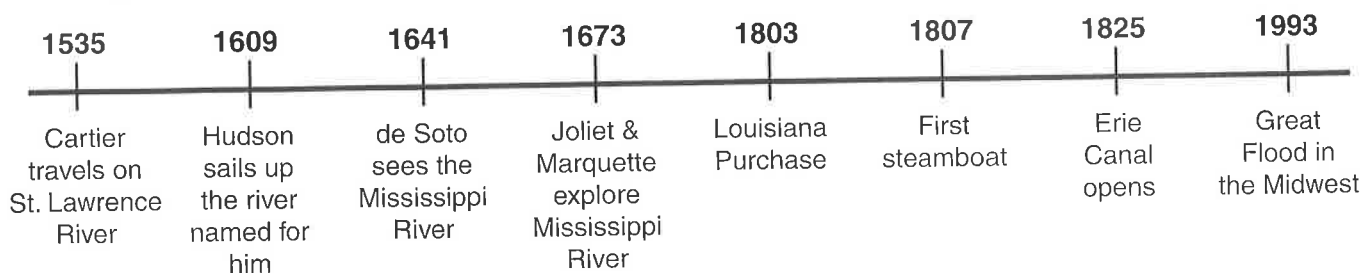 1535
1609
1641
1673
1803
1807
1825
1993
Cartier
travels on
St. Lawrence
River
Hudson
sails up
the river
named for
him
de Soto
sees the
Mississippi
River
Joliet &
Marquette
explore
Mississippi
River
Louisiana
Purchase
First
steamboat
Erie
Canal
opens
Great
Flood in
the Midwest